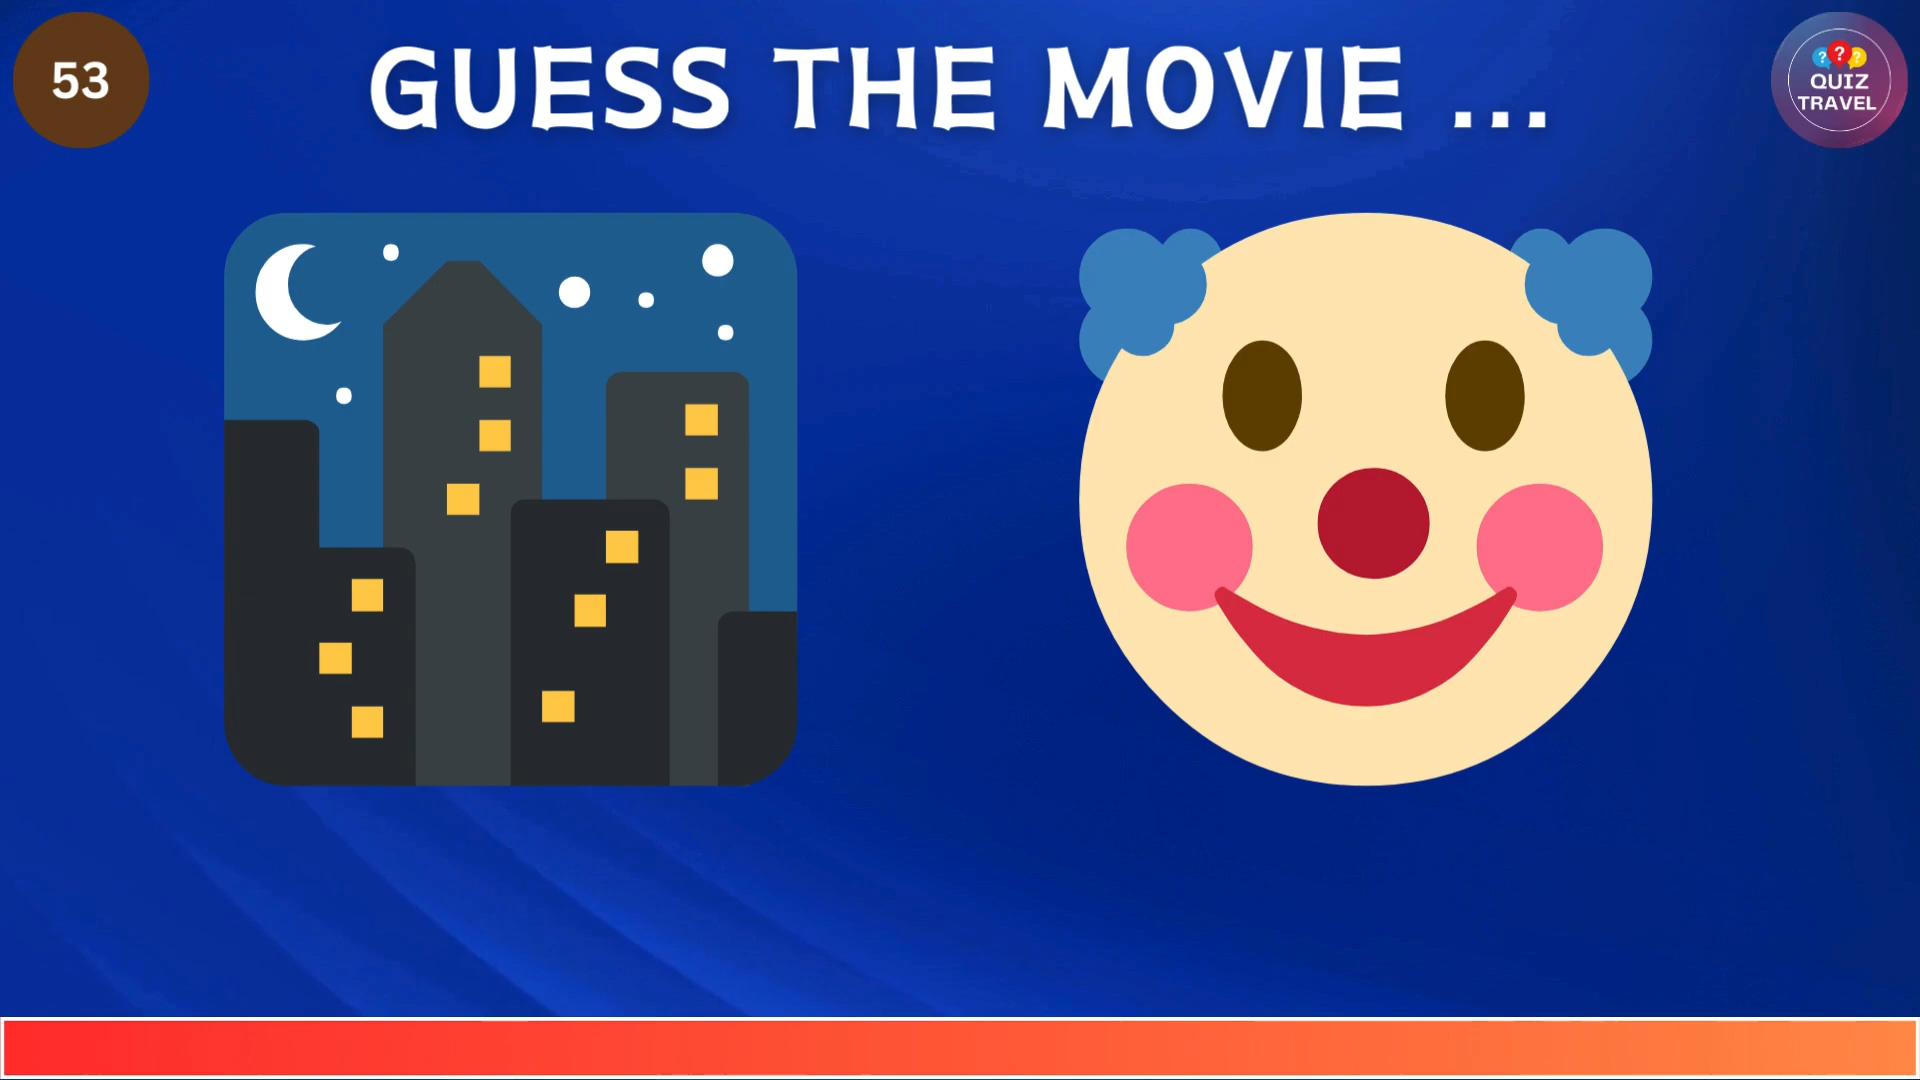 53
GUESS THE MOVIE ...
? ? ?
QUIZ
TRAVEL